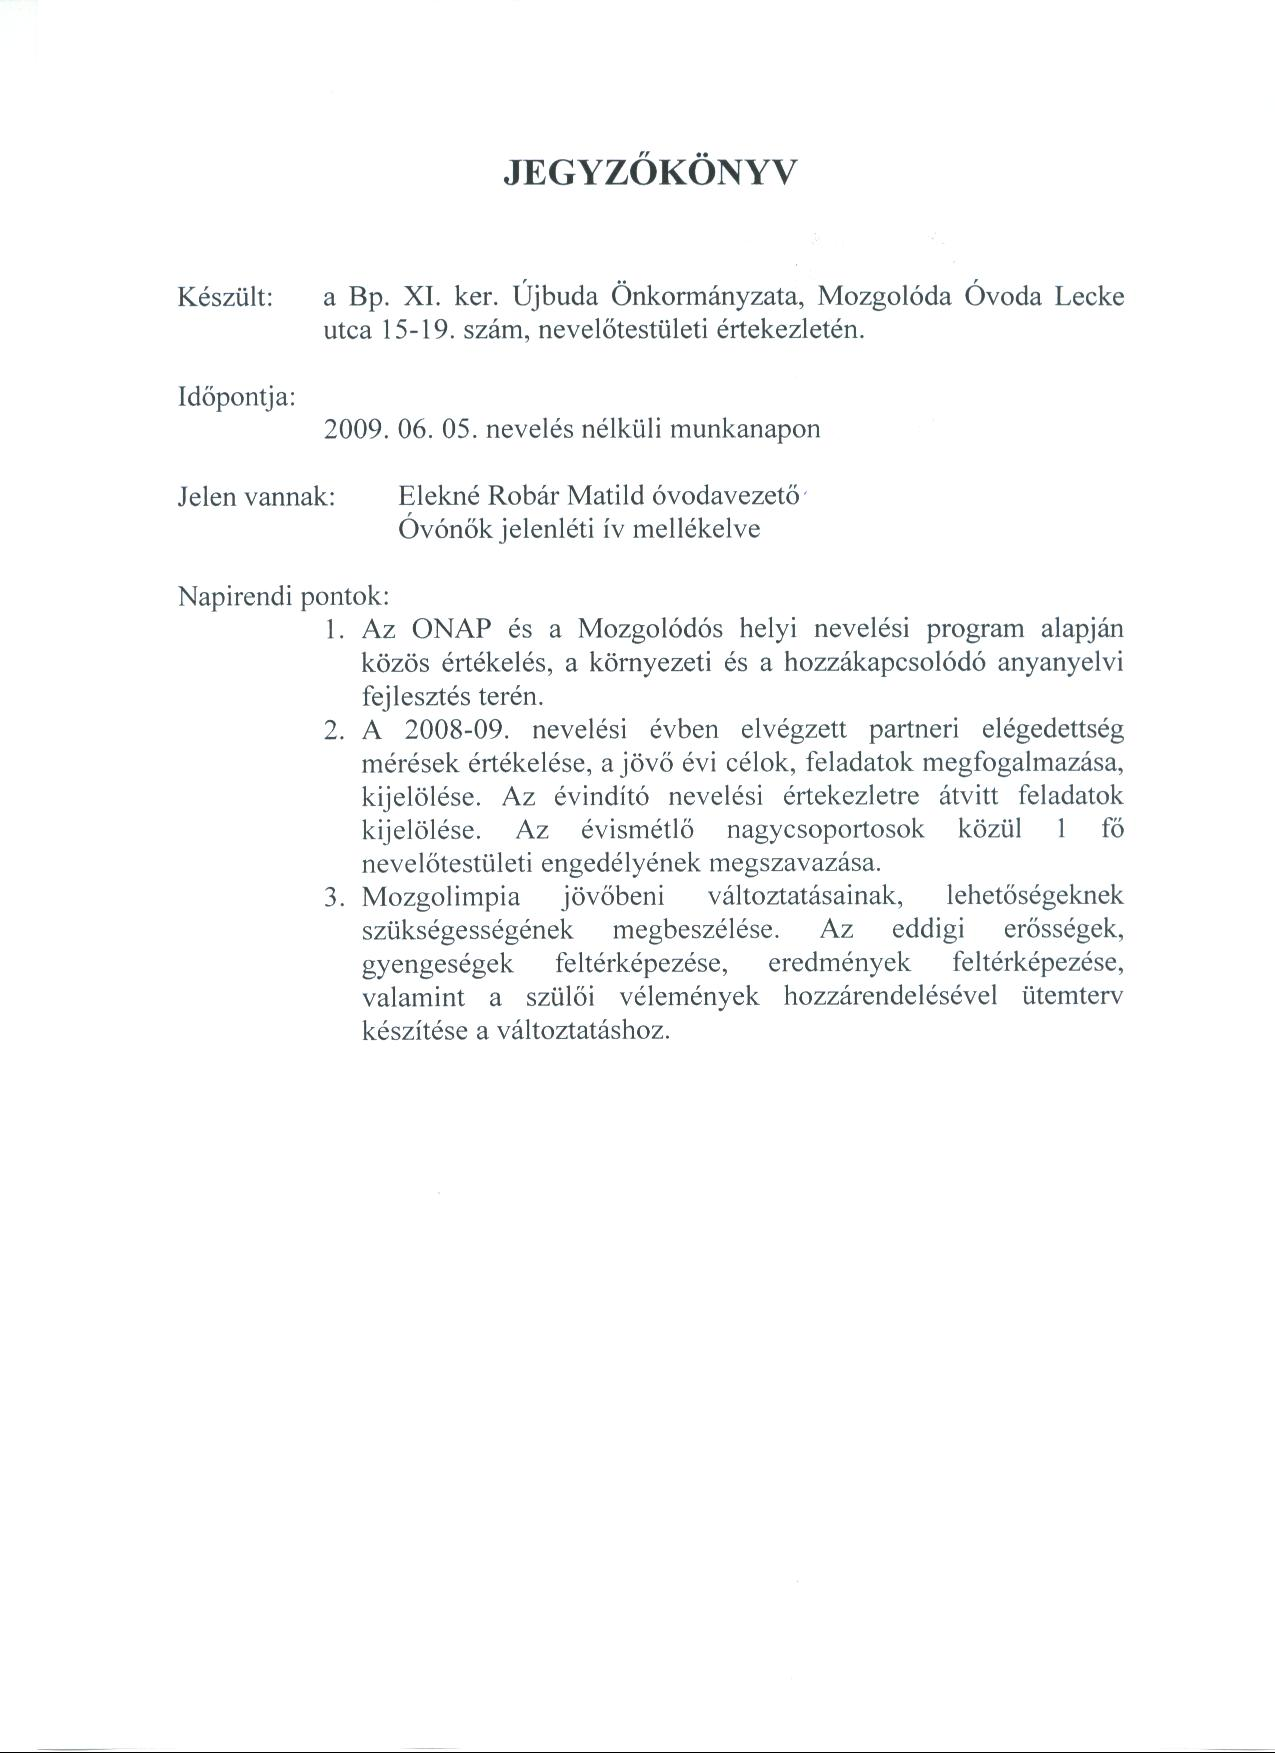 JEGYZŐKÖNYV
Készült: a Bp. XI. ker. Újbuda Önkormányzata, Mozgolóda Óvoda Lecke
utca 15-19. szám, nevelőtestületi értekezletén.
Időpontja:
2009. 06. 05. nevelés nélküli munkanapon
Jelen vannak: Elekné Robár Matild óvodavezető
Óvónők jelenléti ív mellékelve
Napirendi pontok:
1. Az ONAP és a Mozgolódós helyi nevelési program alapján
közös értékelés, a környezeti és a hozzákapcsolódó anyanyelvi
fejlesztés terén.
2. A 2008-09. nevelési évben elvégzett partneri elégedettség
mérések értékelése, a jövő évi célok, feladatok megfogalmazása,
kijelölése. Az évindító nevelési értekezletre átvitt feladatok
kijelölése. Az évismétlő nagycsoportosok közül 1 fő
nevelőtestületi engedélyének megszavazása.
3. Mozgolimpia jövőbeni változtatásainak, lehetőségeknek
szükségességének megbeszélése. Az eddigi erősségek,
gyengeségek feltérképezése, eredmények feltérképezése,
valamint a szülői vélemények hozzárendelésével ütemterv
készítése a változtatáshoz.